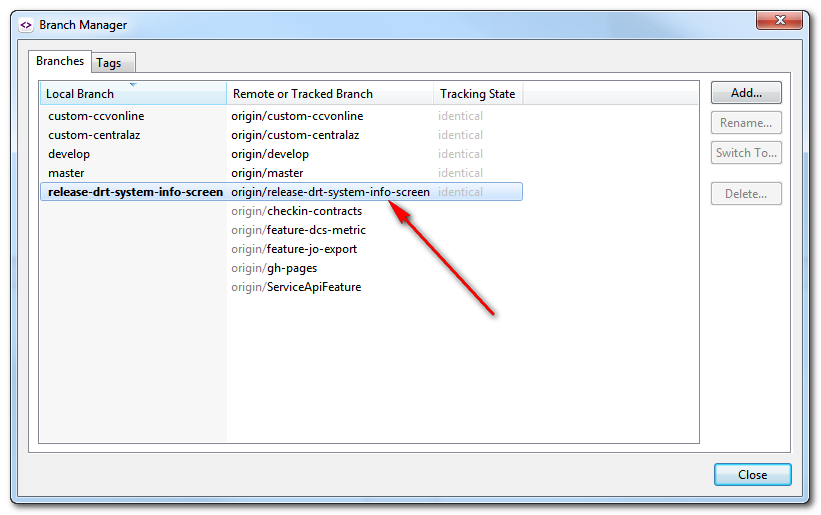 Branch Manager
Branches Tags
Local Branch Remote or Tracked Branch Tracking State
custom-ccvonline origin/custom-ccvonline identical
custom-centralaz origin/custom-centralaz identical
develop origin/develop identical
master origin/master identical
release-drt-system-info-screen origin/release-drt-system-info-screen identical
origin/checkin-contracts
origin/feature-dcs-metric
origin/feature-jo-export
origin/gh-pages
origin/ServiceApiFeature
Add...
Rename...
Switch To...
Delete...
Close